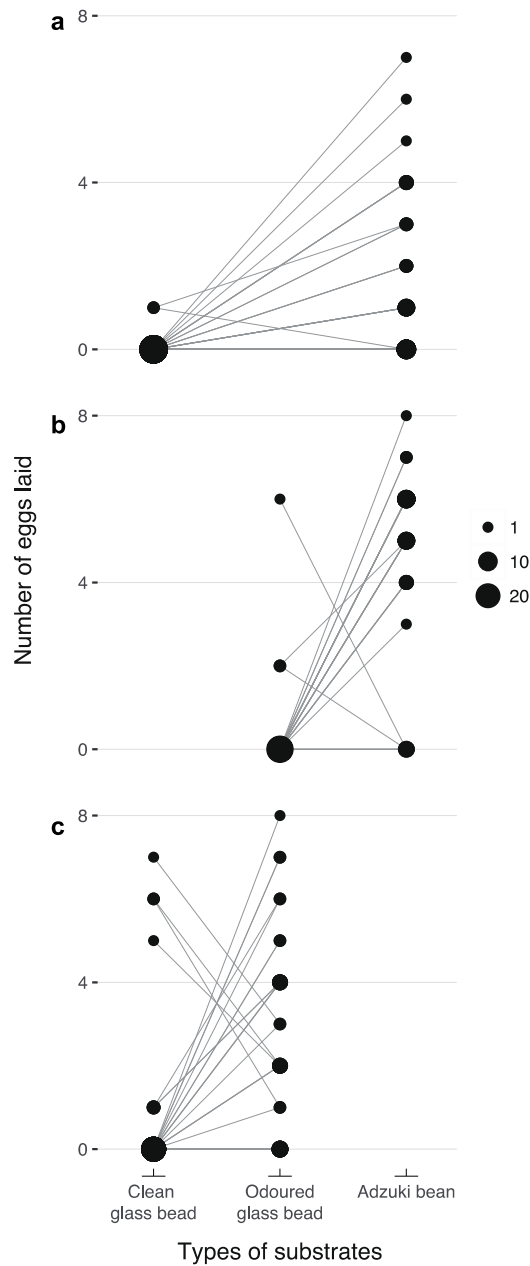 a
8
4
0
b
8
4
0
Number of eggs laid
1
10
20
c
8
4
0
Clean
glass bead
Odoured
glass bead
Adzuki bean
Types of substrates